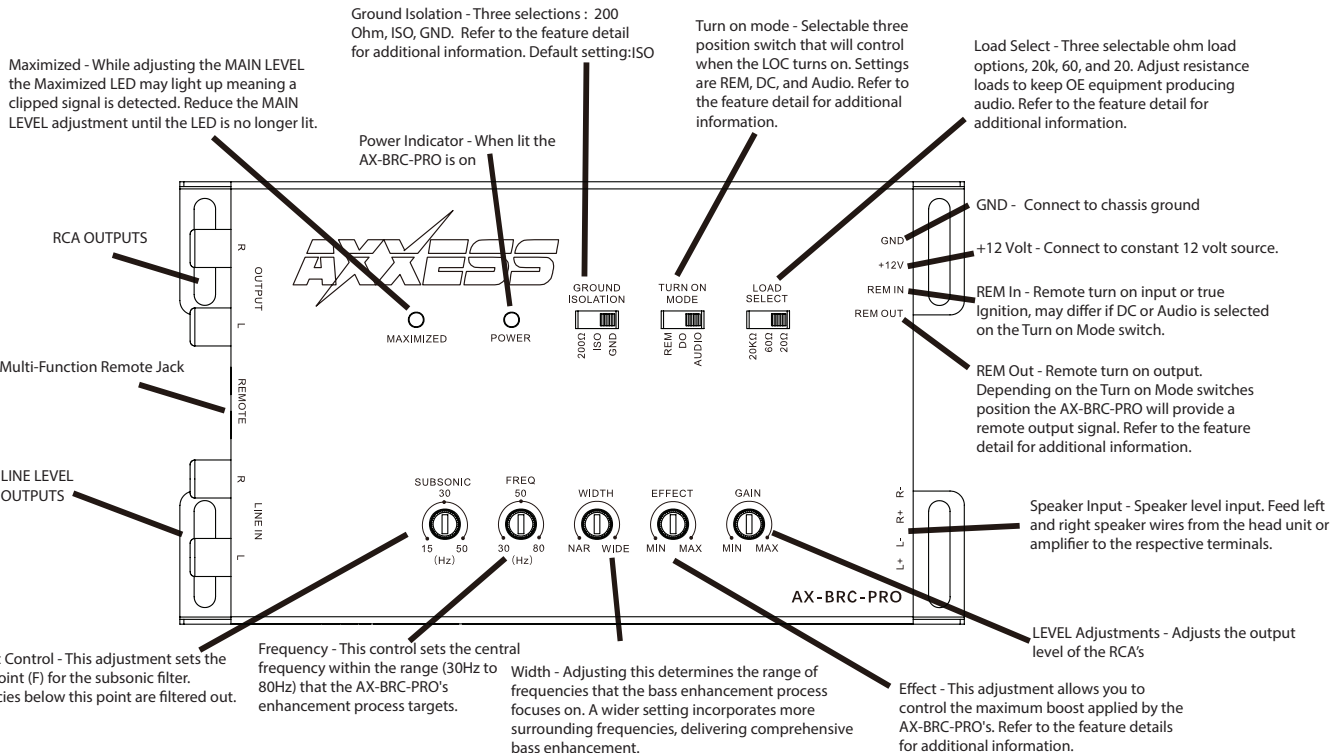 Ground Isolation - Three selections : 200
Ohm, ISO, GND. Refer to the feature detail
for additional information. Default setting:ISO
Turn on mode - Selectable three
position switch that will control
when the LOC turns on. Settings
are REM, DC, and Audio. Refer to
the feature detail for additional
information.
Load Select - Three selectable ohm load
options, 20k, 60, and 20. Adjust resistance
loads to keep OE equipment producing
audio. Refer to the feature detail for
additional information.
Maximized - While adjusting the MAIN LEVEL
the Maximized LED may light up meaning a
clipped signal is detected. Reduce the MAIN
LEVEL adjustment until the LED is no longer lit.
Power Indicator - When lit the
AX-BRC-PRO is on
RCA OUTPUTS
Multi-Function Remote Jack
LINE LEVEL
OUTPUTS
R
OUTPUT
L
REMOTE
R
LINE IN
L
AXXESS
MAXIMIZED
POWER
GROUND
ISOLATION
200Ω
ISO
GND
TURN ON
MODE
REM
DO
AUDIO
LOAD
SELECT
20KΩ
60Ω
20Ω
GND
+12V
REM IN
REM OUT
GND - Connect to chassis ground
+12 Volt - Connect to constant 12 volt source.
REM In - Remote turn on input or true
Ignition, may differ if DC or Audio is selected
on the Turn on Mode switch.
REM Out - Remote turn on output.
Depending on the Turn on Mode switches
position the AX-BRC-PRO will provide a
remote output signal. Refer to the feature
detail for additional information.
SUBSONIC
30
15 50
(Hz)
FREQ
50
30 80
(Hz)
WIDTH
NAR WIDE
EFFECT
MIN MAX
GAIN
MIN MAX
R-
R+
L-
L+
AX-BRC-PRO
Speaker Input - Speaker level input. Feed left
and right speaker wires from the head unit or
amplifier to the respective terminals.
LEVEL Adjustments - Adjusts the output
level of the RCA's
Control - This adjustment sets the
point (F) for the subsonic filter.
below this point are filtered out.
Frequency - This control sets the central
frequency within the range (30Hz to
80Hz) that the AX-BRC-PRO's
enhancement process targets.
Width - Adjusting this determines the range of
frequencies that the bass enhancement process
focuses on. A wider setting incorporates more
surrounding frequencies, delivering comprehensive
bass enhancement.
Effect - This adjustment allows you to
control the maximum boost applied by the
AX-BRC-PRO's. Refer to the feature details
for additional information.